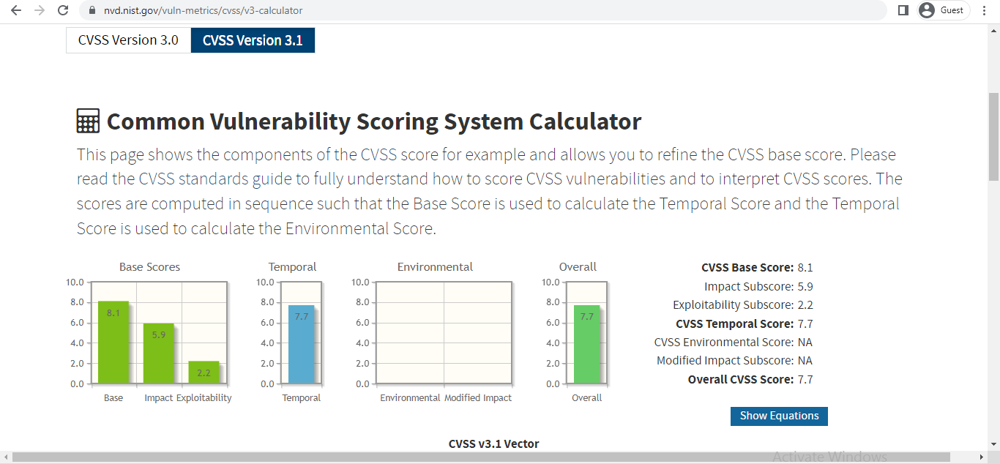 nvd.nist.gov/vuln-metrics/cvss/v3-calculator
Guest
CVSS Version 3.0
CVSS Version 3.1
Common Vulnerability Scoring System Calculator
This page shows the components of the CVSS score for example and allows you to refine the CVSS base score. Please
read the CVSS standards guide to fully understand how to score CVSS vulnerabilities and to interpret CVSS scores. The
scores are computed in sequence such that the Base Score is used to calculate the Temporal Score and the Temporal
Score is used to calculate the Environmental Score.
Base Scores
10.0
8.0
6.0
4.0
2.0
0.0
8.1
5.9
2.2
Base
Impact
Exploitability
Temporal
10.0
8.0
6.0
4.0
2.0
0.0
7.7
Temporal
Environmental
10.0
8.0
6.0
4.0
2.0
0.0
Environmental
Modified Impact
Overall
10.0
8.0
6.0
4.0
2.0
0.0
7.7
Overall
CVSS Base Score: 8.1
Impact Subscore: 5.9
Exploitability Subscore: 2.2
CVSS Temporal Score: 7.7
CVSS Environmental Score: NA
Modified Impact Subscore: NA
Overall CVSS Score: 7.7
Show Equations
CVSS v3.1 Vector
Activate Windows